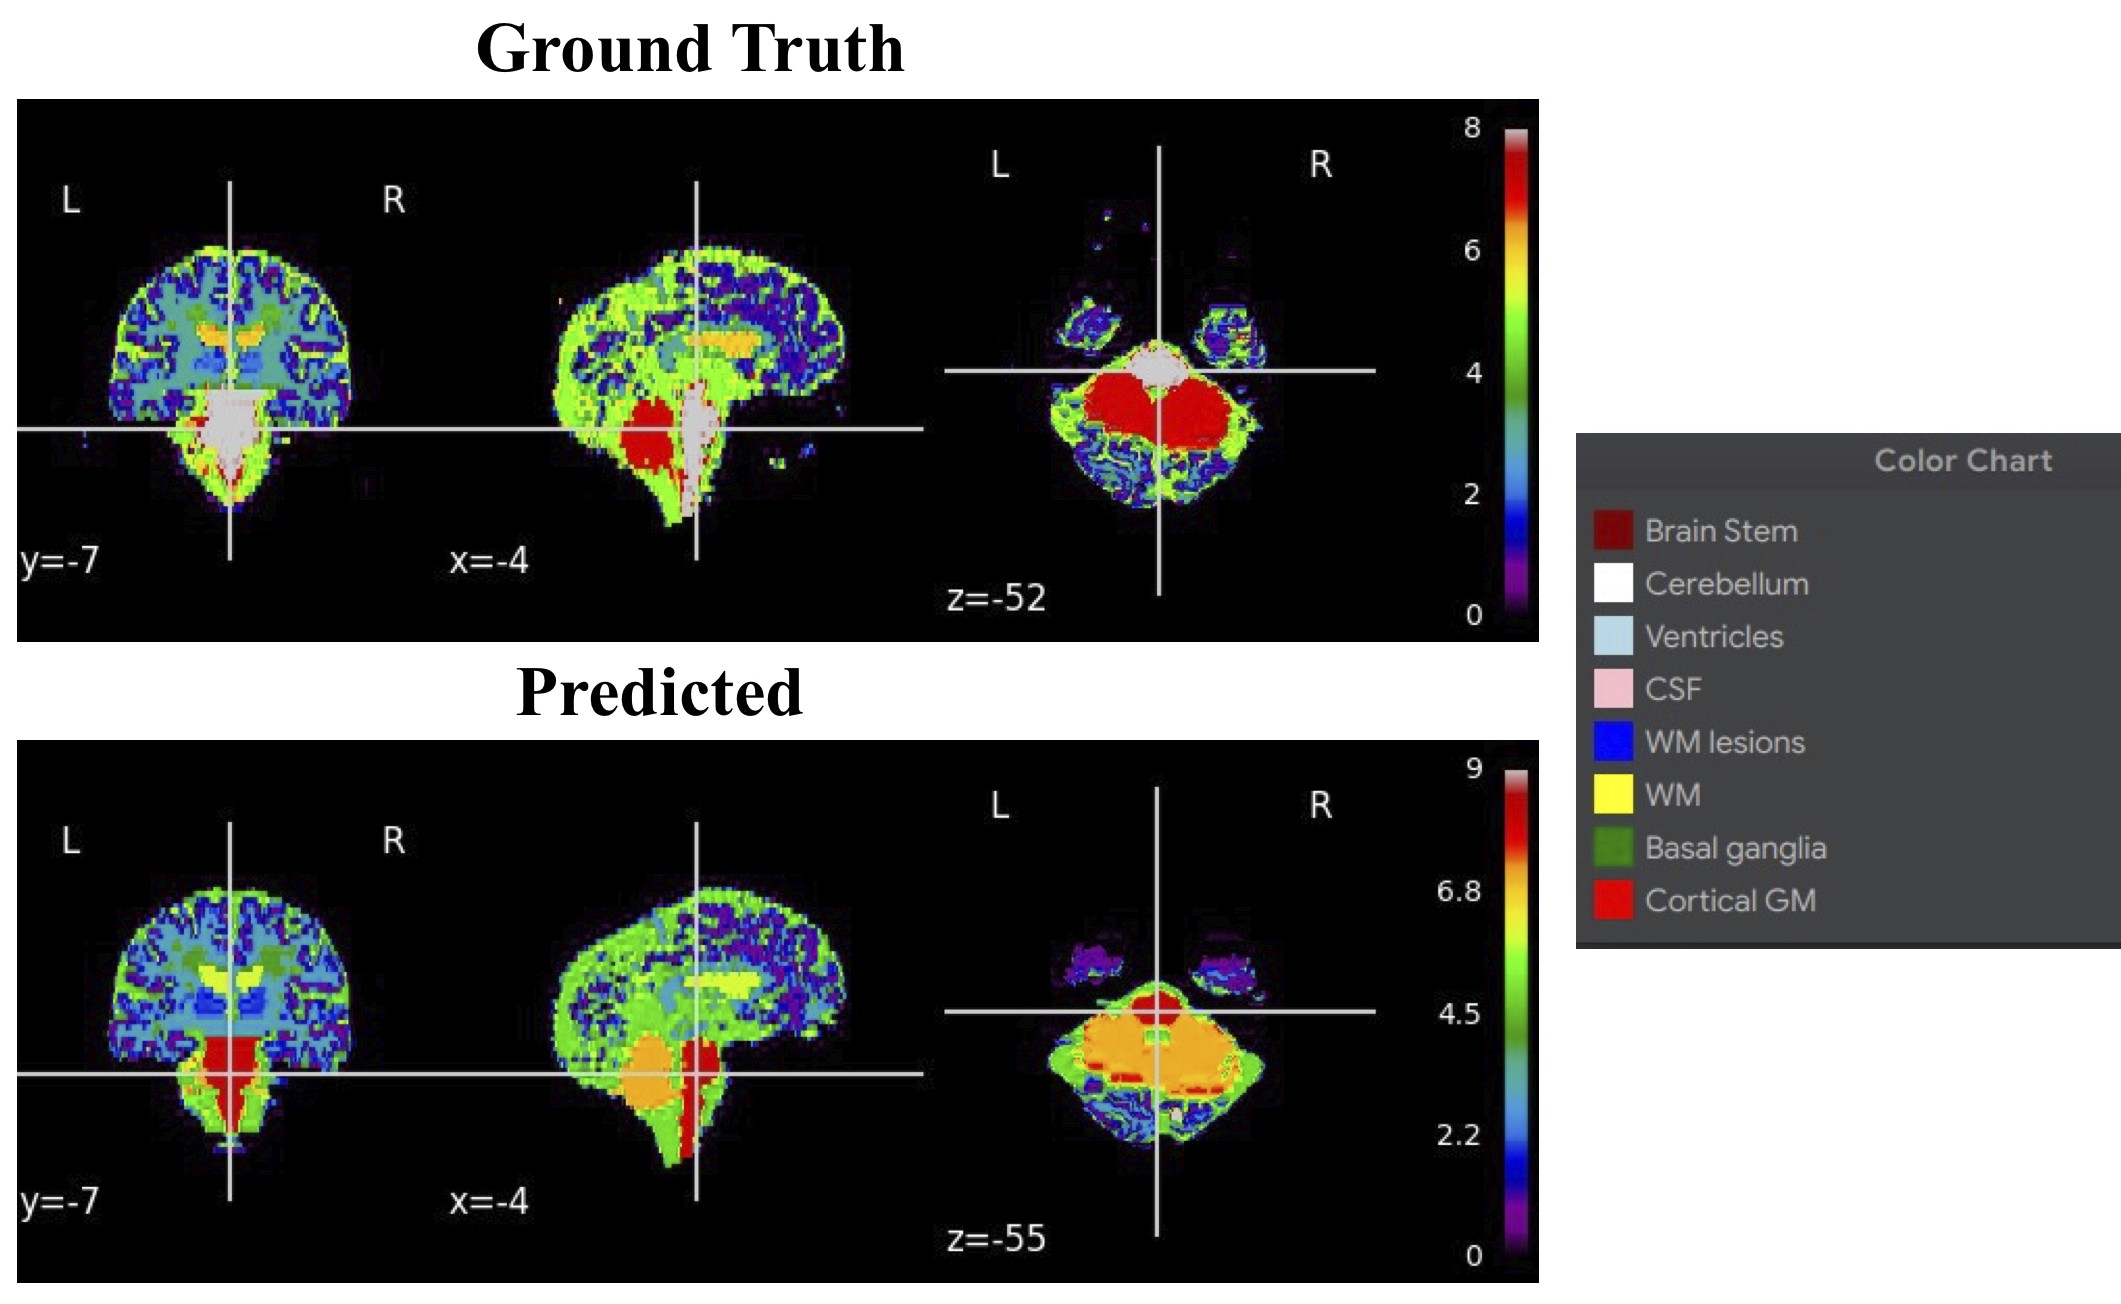 Ground Truth
L R
L R
y=-7
x=-4
z=-52
8
6
4
2
0
Predicted
L R
L R
y=-7
x=-4
z=-55
9
6.8
4.5
2.2
0
Color Chart
Brain Stem
Cerebellum
Ventricles
CSF
WM lesions
WM
Basal ganglia
Cortical GM